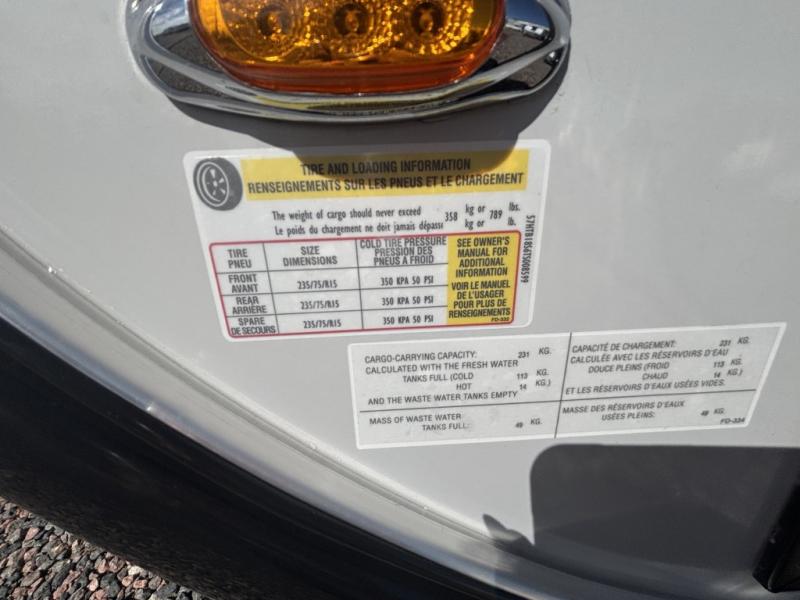 TIRE AND LOADING INFORMATION
RENSEIGNEMENTS SUR LES PNEUS ET LE CHARGEMENT
The weight of cargo should never exceed 358 kg or 789 lbs.
Le poids du chargement ne doit jamais dépassé kg or lb.
TIRE PNEU SIZE DIMENSIONS COLD TIRE PRESSURE PRESSION DES PNEUS A FROID
FRONT AVANT 235/75/R15 350 KPA 50 PSI
REAR ARRIÈRE 235/75/R15 350 KPA 50 PSI
SPARE DE SECOURS 235/75/R15 350 KPA 50 PSI
SEE OWNER'S
MANUAL FOR
ADDITIONAL
INFORMATION
VOIR LE MANUEL
DE L'USAGER
POUR PLUS DE
RENSEIGNEMENTS
FD-332
CARGO-CARRYING CAPACITY: 231 KG.
CALCULATED WITH THE FRESH WATER
TANKS FULL (COLD 113 KG.
HOT 14 KG.)
AND THE WASTE WATER TANKS EMPTY
MASS OF WASTE WATER
TANKS FULL: 49 KG.
CAPACITÉ DE CHARGEMENT: 231 KG.
CALCULÉE AVEC LES RÉSERVOIRS D'EAU
DOUCE PLEINS (FROID 113 KG.
CHAUD 14 KG.)
ET LES RÉSERVOIRS D'EAUX USÉES VIDES.
MASSE DES RÉSERVOIRS D'EAUX
USÉES PLEINS: 49 KG.
FD-334